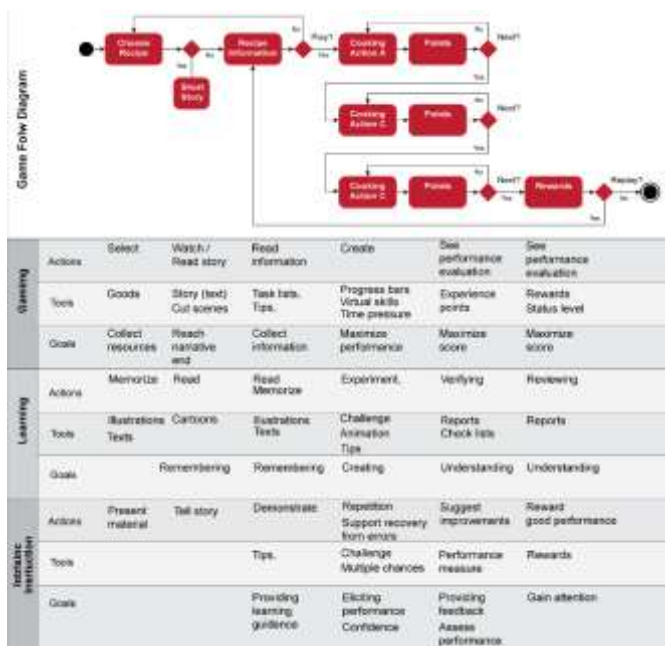 Game Folw Diagram
Choose
Recipe
No
Yes
Short
Story
Recipe
Information
No
Play?
Yes
Cooking
Action A
Points
No
Next?
Yes
Cooking
Action C
Points
No
Next?
Yes
Cooking
Action C
Points
No
Next?
Yes
Rewards
Replay?
Yes
No
Gaming
Actions
Select
Watch /
Read story
Read
information
Create
See
performance
evaluation
See
performance
evaluation
Tools
Goods
Story (text)
Cut scenes
Task lists,
Tips.
Progress bars
Virtual skills
Time pressure
Experience
points
Rewards
Status level
Goals
Collect
resources
Reach
narrative
end
Collect
information
Maximize
performance
Maximize
score
Maximize
score
Learning
Actions
Memorize
Read
Read
Memorize
Experiment.
Verifying
Reviewing
Tools
Illustrations
Texts
Cartoons
Illustrations
Texts
Challenge
Animation
Tips
Reports
Check lists
Reports
Goals
Remembering
Remembering
Creating
Understanding
Understanding
Intrisinc
Instruction
Actions
Present
material
Tell story
Demonstrate
Repetition
Support recovery
from errors
Suggest
improvements
Reward
good performance
Tools
Tips.
Challenge
Multiple chances
Performance
measure
Rewards
Goals
Providing
learning
guidence
Eliciting
performance
Confidence
Providing
feedback
Assess
performance
Gain attention